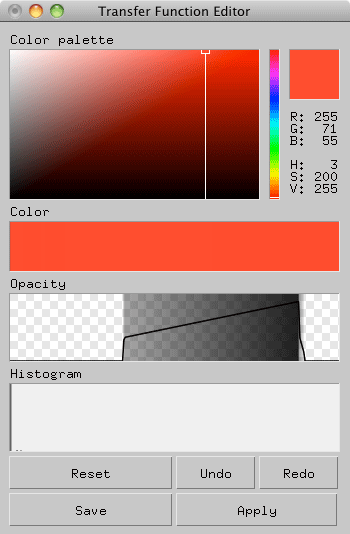 Transfer Function Editor
Color palette
R: 255
G: 71
B: 55
H: 3
S: 200
V: 255
Color
Opacity
Histogram
Reset Undo Redo
Save Apply